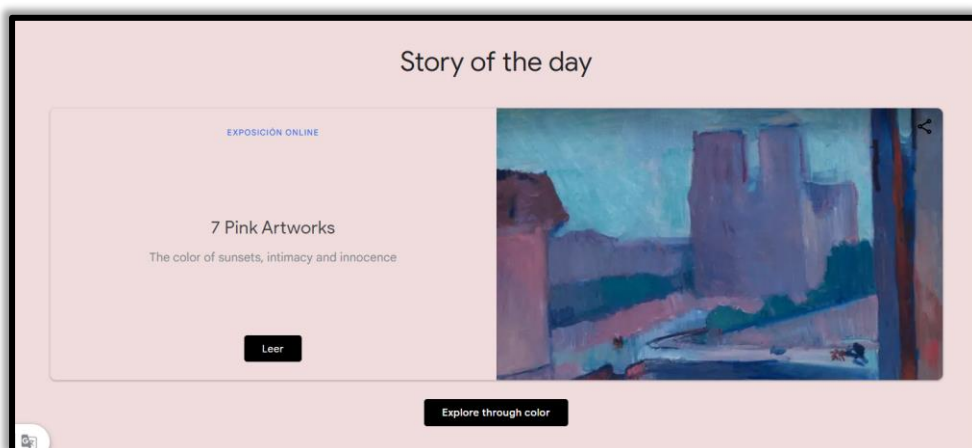 Story of the day
EXPOSICIÓN ONLINE
7 Pink Artworks
The color of sunsets, intimacy and innocence
Leer
Explore through color